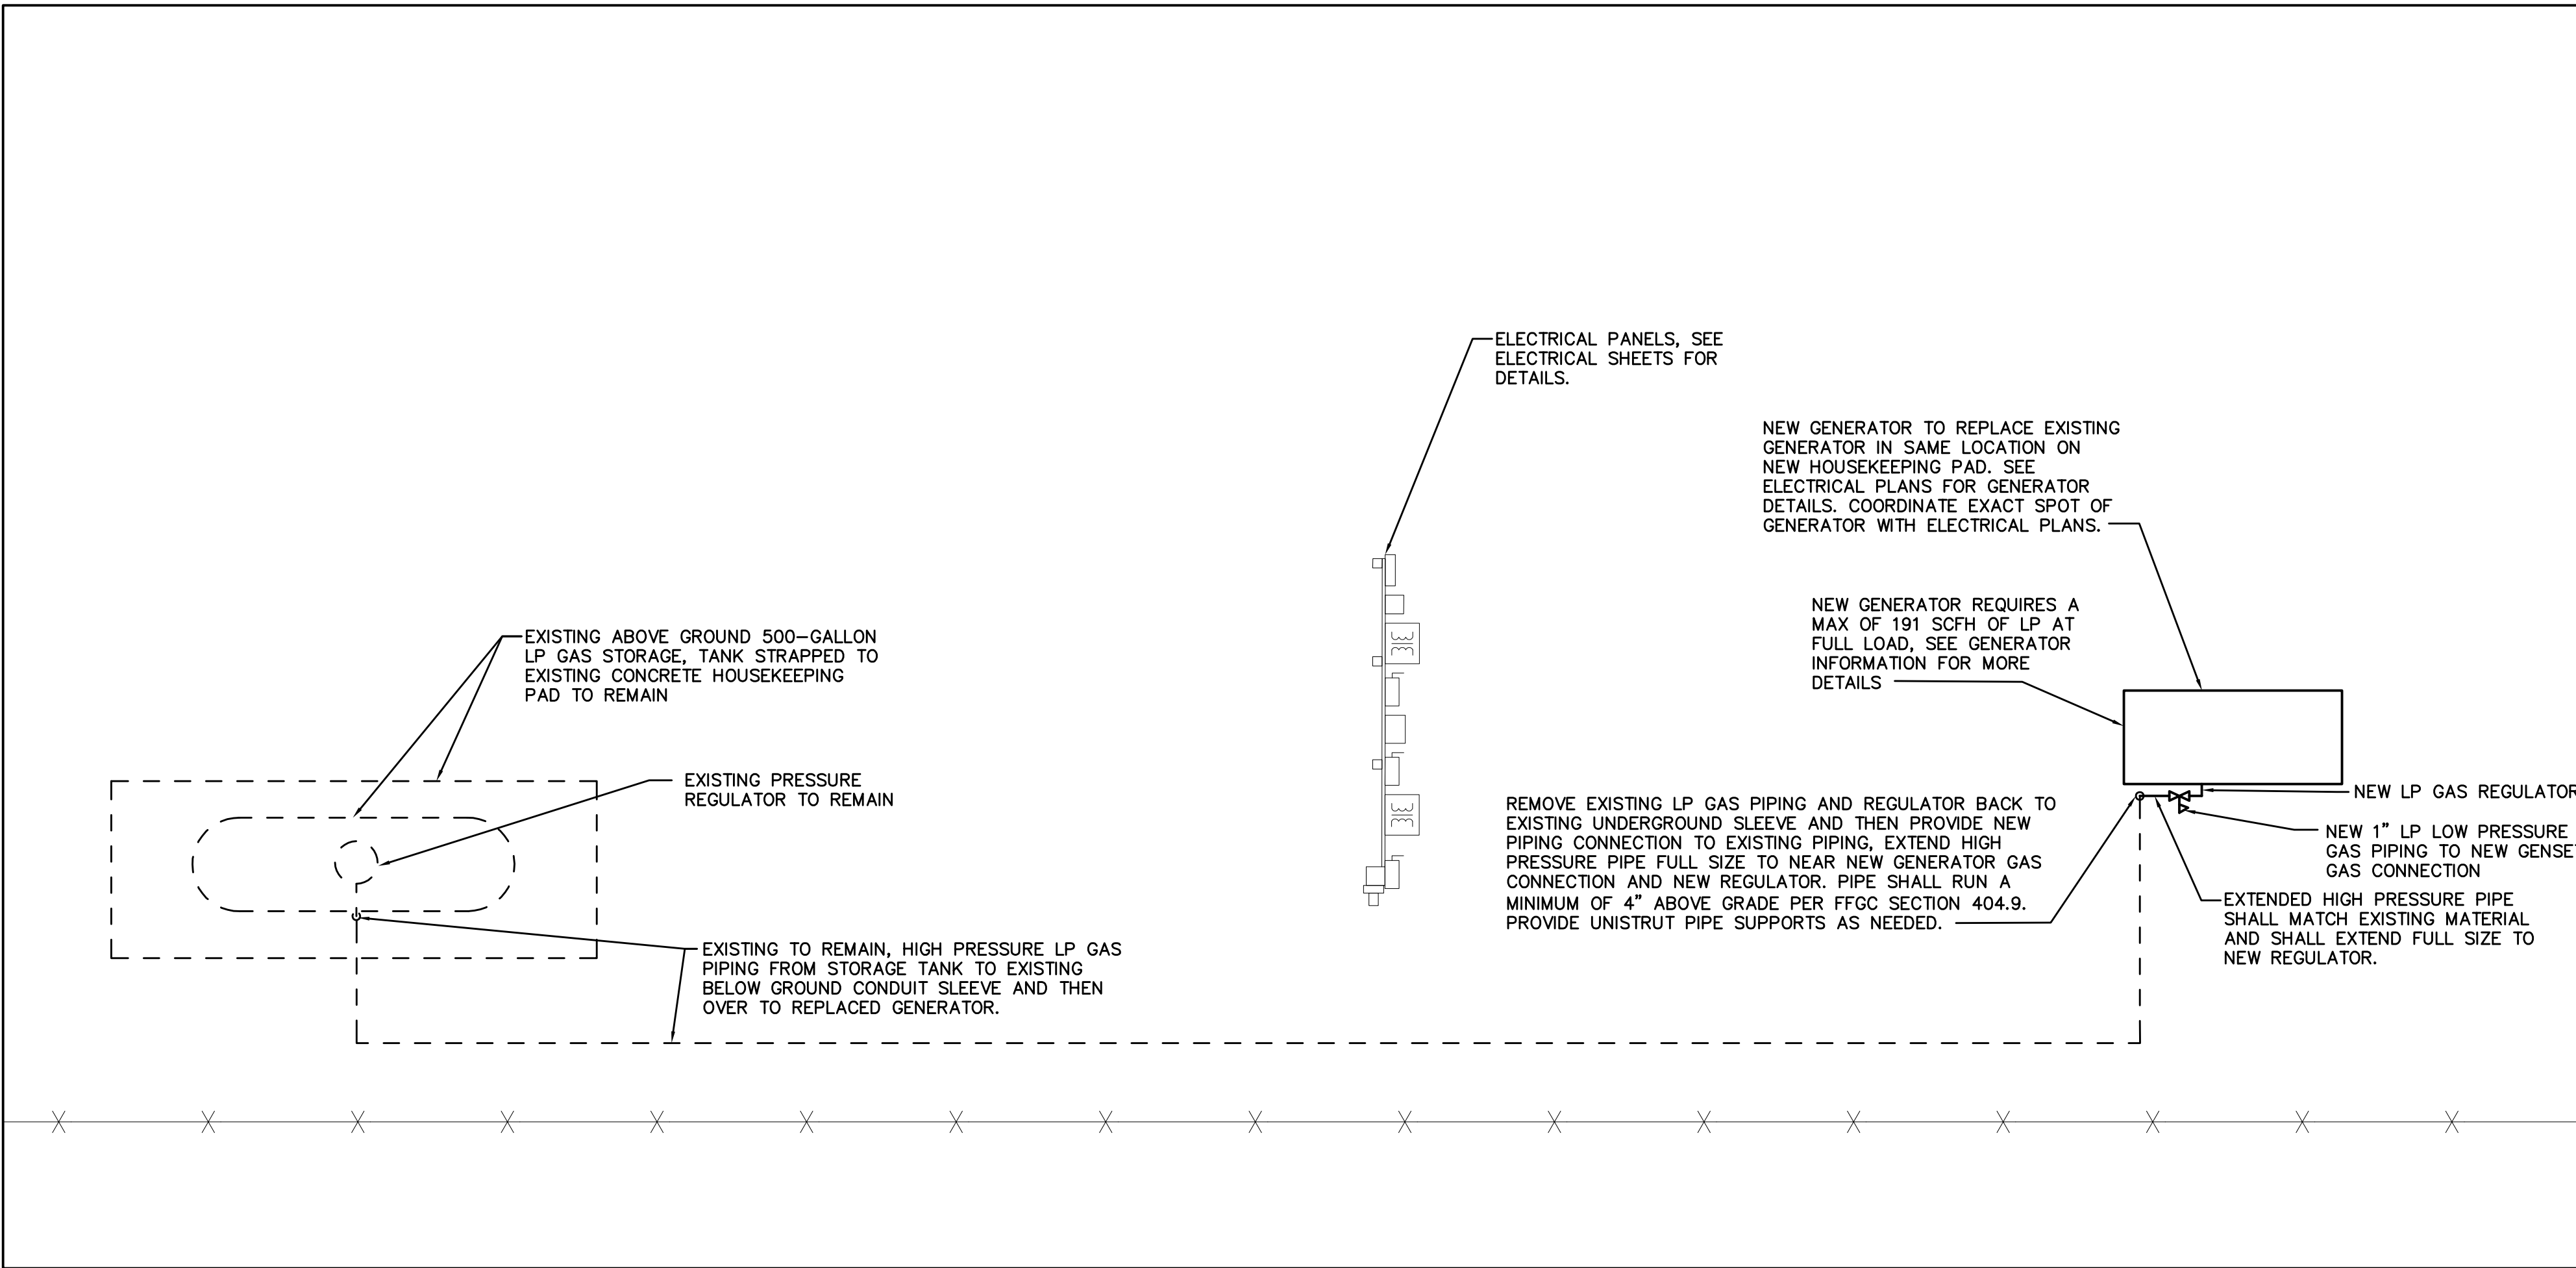 ELECTRICAL PANELS, SEE
ELECTRICAL SHEETS FOR
DETAILS.
NEW GENERATOR TO REPLACE EXISTING
GENERATOR IN SAME LOCATION ON
NEW HOUSEKEEPING PAD. SEE
ELECTRICAL PLANS FOR GENERATOR
DETAILS. COORDINATE EXACT SPOT OF
GENERATOR WITH ELECTRICAL PLANS.
NEW GENERATOR REQUIRES A
MAX OF 191 SCFH OF LP AT
FULL LOAD, SEE GENERATOR
INFORMATION FOR MORE
DETAILS
EXISTING ABOVE GROUND 500-GALLON
LP GAS STORAGE, TANK STRAPPED TO
EXISTING CONCRETE HOUSEKEEPING
PAD TO REMAIN
EXISTING PRESSURE
REGULATOR TO REMAIN
REMOVE EXISTING LP GAS PIPING AND REGULATOR BACK TO
EXISTING UNDERGROUND SLEEVE AND THEN PROVIDE NEW
PIPING CONNECTION TO EXISTING PIPING, EXTEND HIGH
PRESSURE PIPE FULL SIZE TO NEAR NEW GENERATOR GAS
CONNECTION AND NEW REGULATOR. PIPE SHALL RUN A
MINIMUM OF 4" ABOVE GRADE PER FFGC SECTION 404.9.
PROVIDE UNISTRUT PIPE SUPPORTS AS NEEDED.
NEW LP GAS REGULATOR
NEW 1" LP LOW PRESSURE
GAS PIPING TO NEW GENSET
GAS CONNECTION
EXTENDED HIGH PRESSURE PIPE
SHALL MATCH EXISTING MATERIAL
AND SHALL EXTEND FULL SIZE TO
NEW REGULATOR.
EXISTING TO REMAIN, HIGH PRESSURE LP GAS
PIPING FROM STORAGE TANK TO EXISTING
BELOW GROUND CONDUIT SLEEVE AND THEN
OVER TO REPLACED GENERATOR.